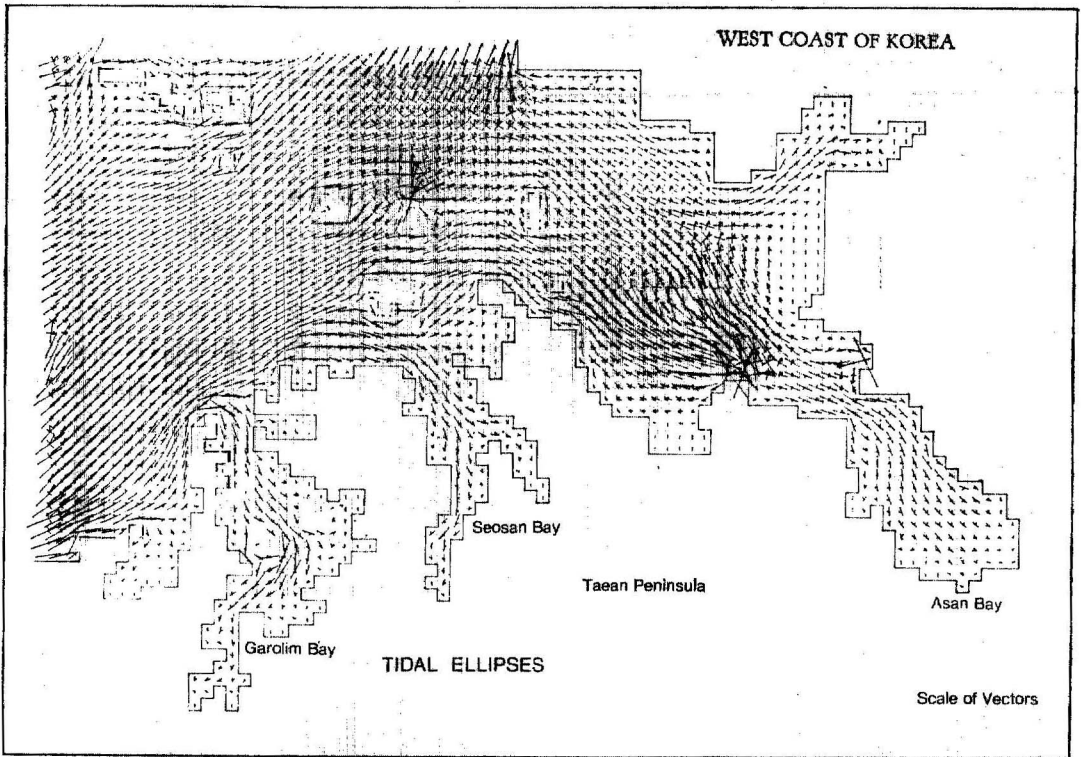 WEST COAST OF KOREA
Seosan Bay
Taean Peninsula
Asan Bay
Garolim Bay
TIDAL ELLIPSES
Scale of Vectors